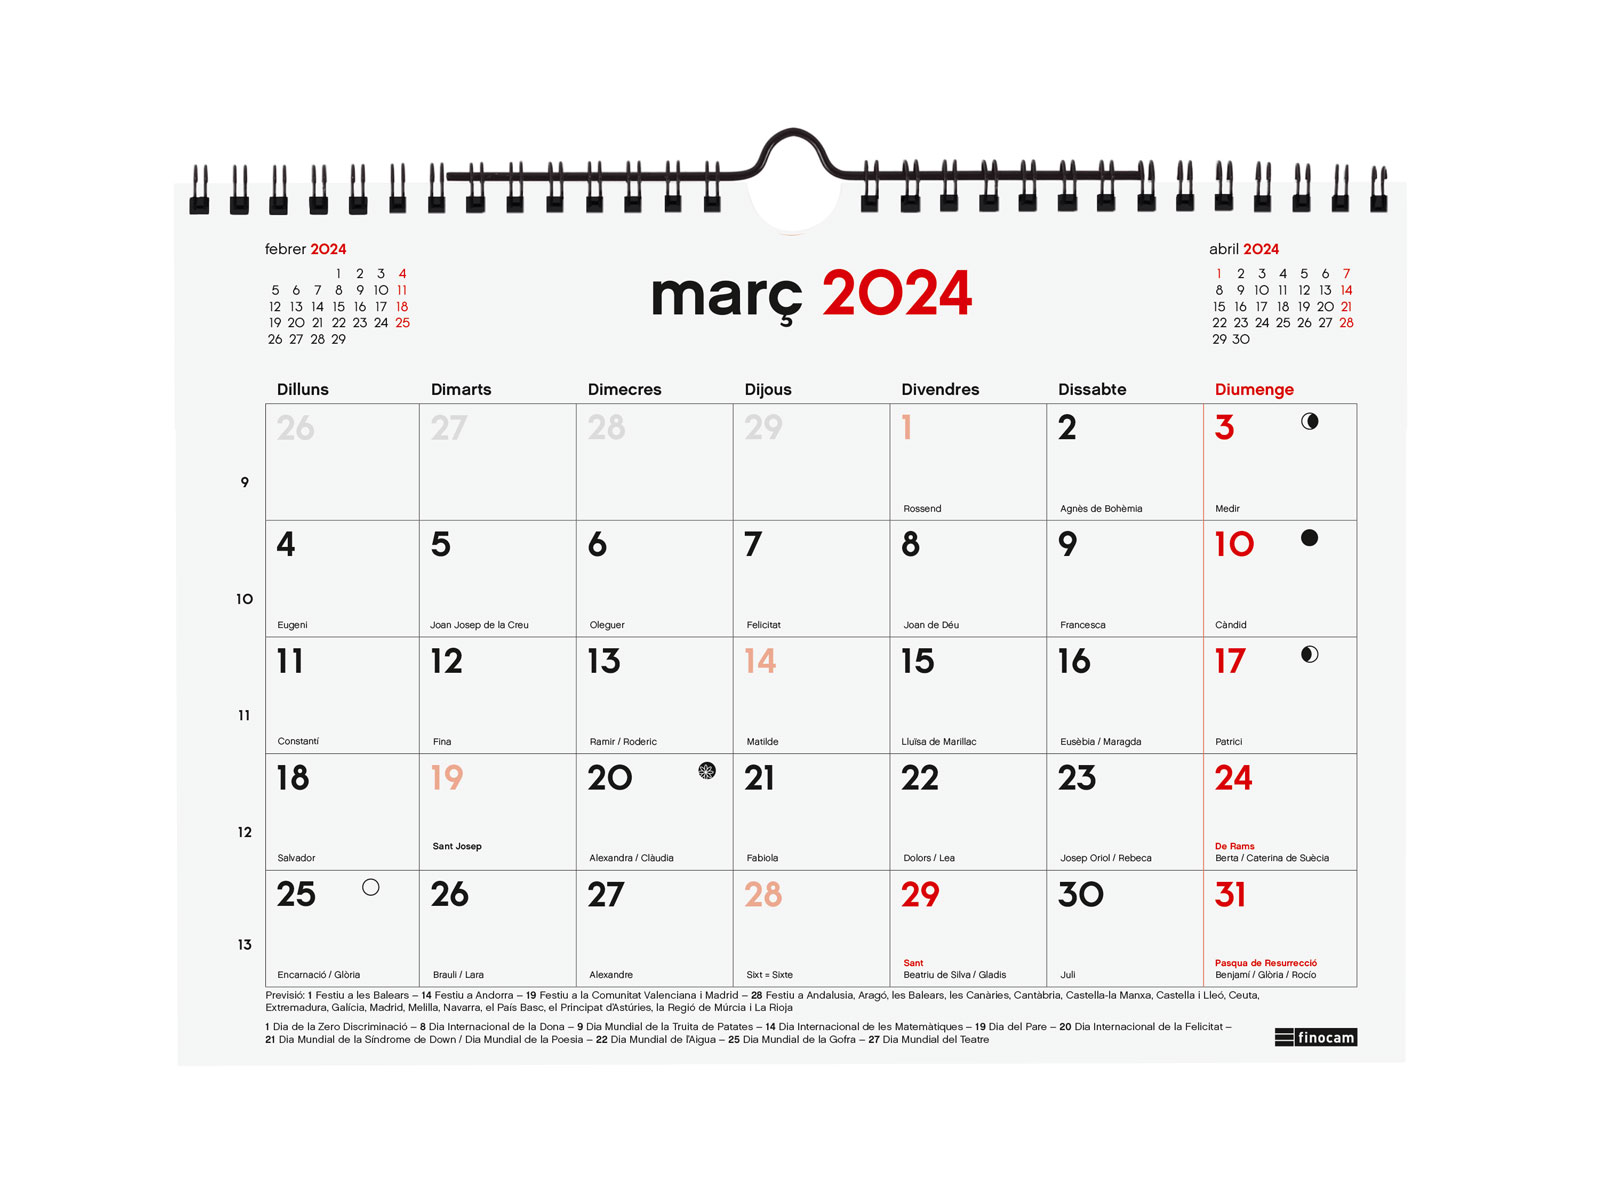 febrer 2024
1 2 3 4
5 6 7 8 9 10 11
12 13 14 15 16 17 18
19 20 21 22 23 24 25
26 27 28 29
març 2024
abril 2024
1 2 3 4 5 6 7
8 9 10 11 12 13 14
15 16 17 18 19 20 21
22 23 24 25 26 27 28
29 30
Dilluns Dimarts Dimecres Dijous Divendres Dissabte Diumenge
26 27 28 29 1 2 3
9
Rossend Agnès de Bohèmia Medir
4 5 6 7 8 9 10
10
Eugeni Joan Josep de la Creu Oleguer Felicitat Joan de Déu Francesca Càndid
11 12 13 14 15 16 17
11
Constantí Fina Ramir / Roderic Matilde Lluïsa de Marillac Eusèbia / Maragda Patrici
18 19 20 21 22 23 24
12
Sant Josep De Rams
Salvador Alexandra / Clàudia Fabiola Dolors / Lea Josep Oriol / Rebeca Berta / Caterina de Suècia
25 26 27 28 29 30 31
13
Sant Pasqua de Resurrecció
Encarnació / Glòria Brauli / Lara Alexandre Sixt = Sixte Beatriu de Silva / Gladis Juli Benjamí / Glòria / Rocío
Previsió: 1 Festiu a les Balears – 14 Festiu a Andorra – 19 Festiu a la Comunitat Valenciana i Madrid – 28 Festiu a Andalusia, Aragó, les Balears, les Canàries, Cantàbria, Castella-la Manxa, Castella i Lleó, Ceuta,
Extremadura, Galícia, Madrid, Melilla, Navarra, el País Basc, el Principat d'Astúries, la Regió de Múrcia i La Rioja
1 Dia de la Zero Discriminació – 8 Dia Internacional de la Dona – 9 Dia Mundial de la Truita de Patates – 14 Dia Internacional de les Matemàtiques – 19 Dia del Pare – 20 Dia Internacional de la Felicitat –
21 Dia Mundial de la Síndrome de Down / Dia Mundial de la Poesia – 22 Dia Mundial de l'Aigua – 25 Dia Mundial de la Gofra – 27 Dia Mundial del Teatre
finocam